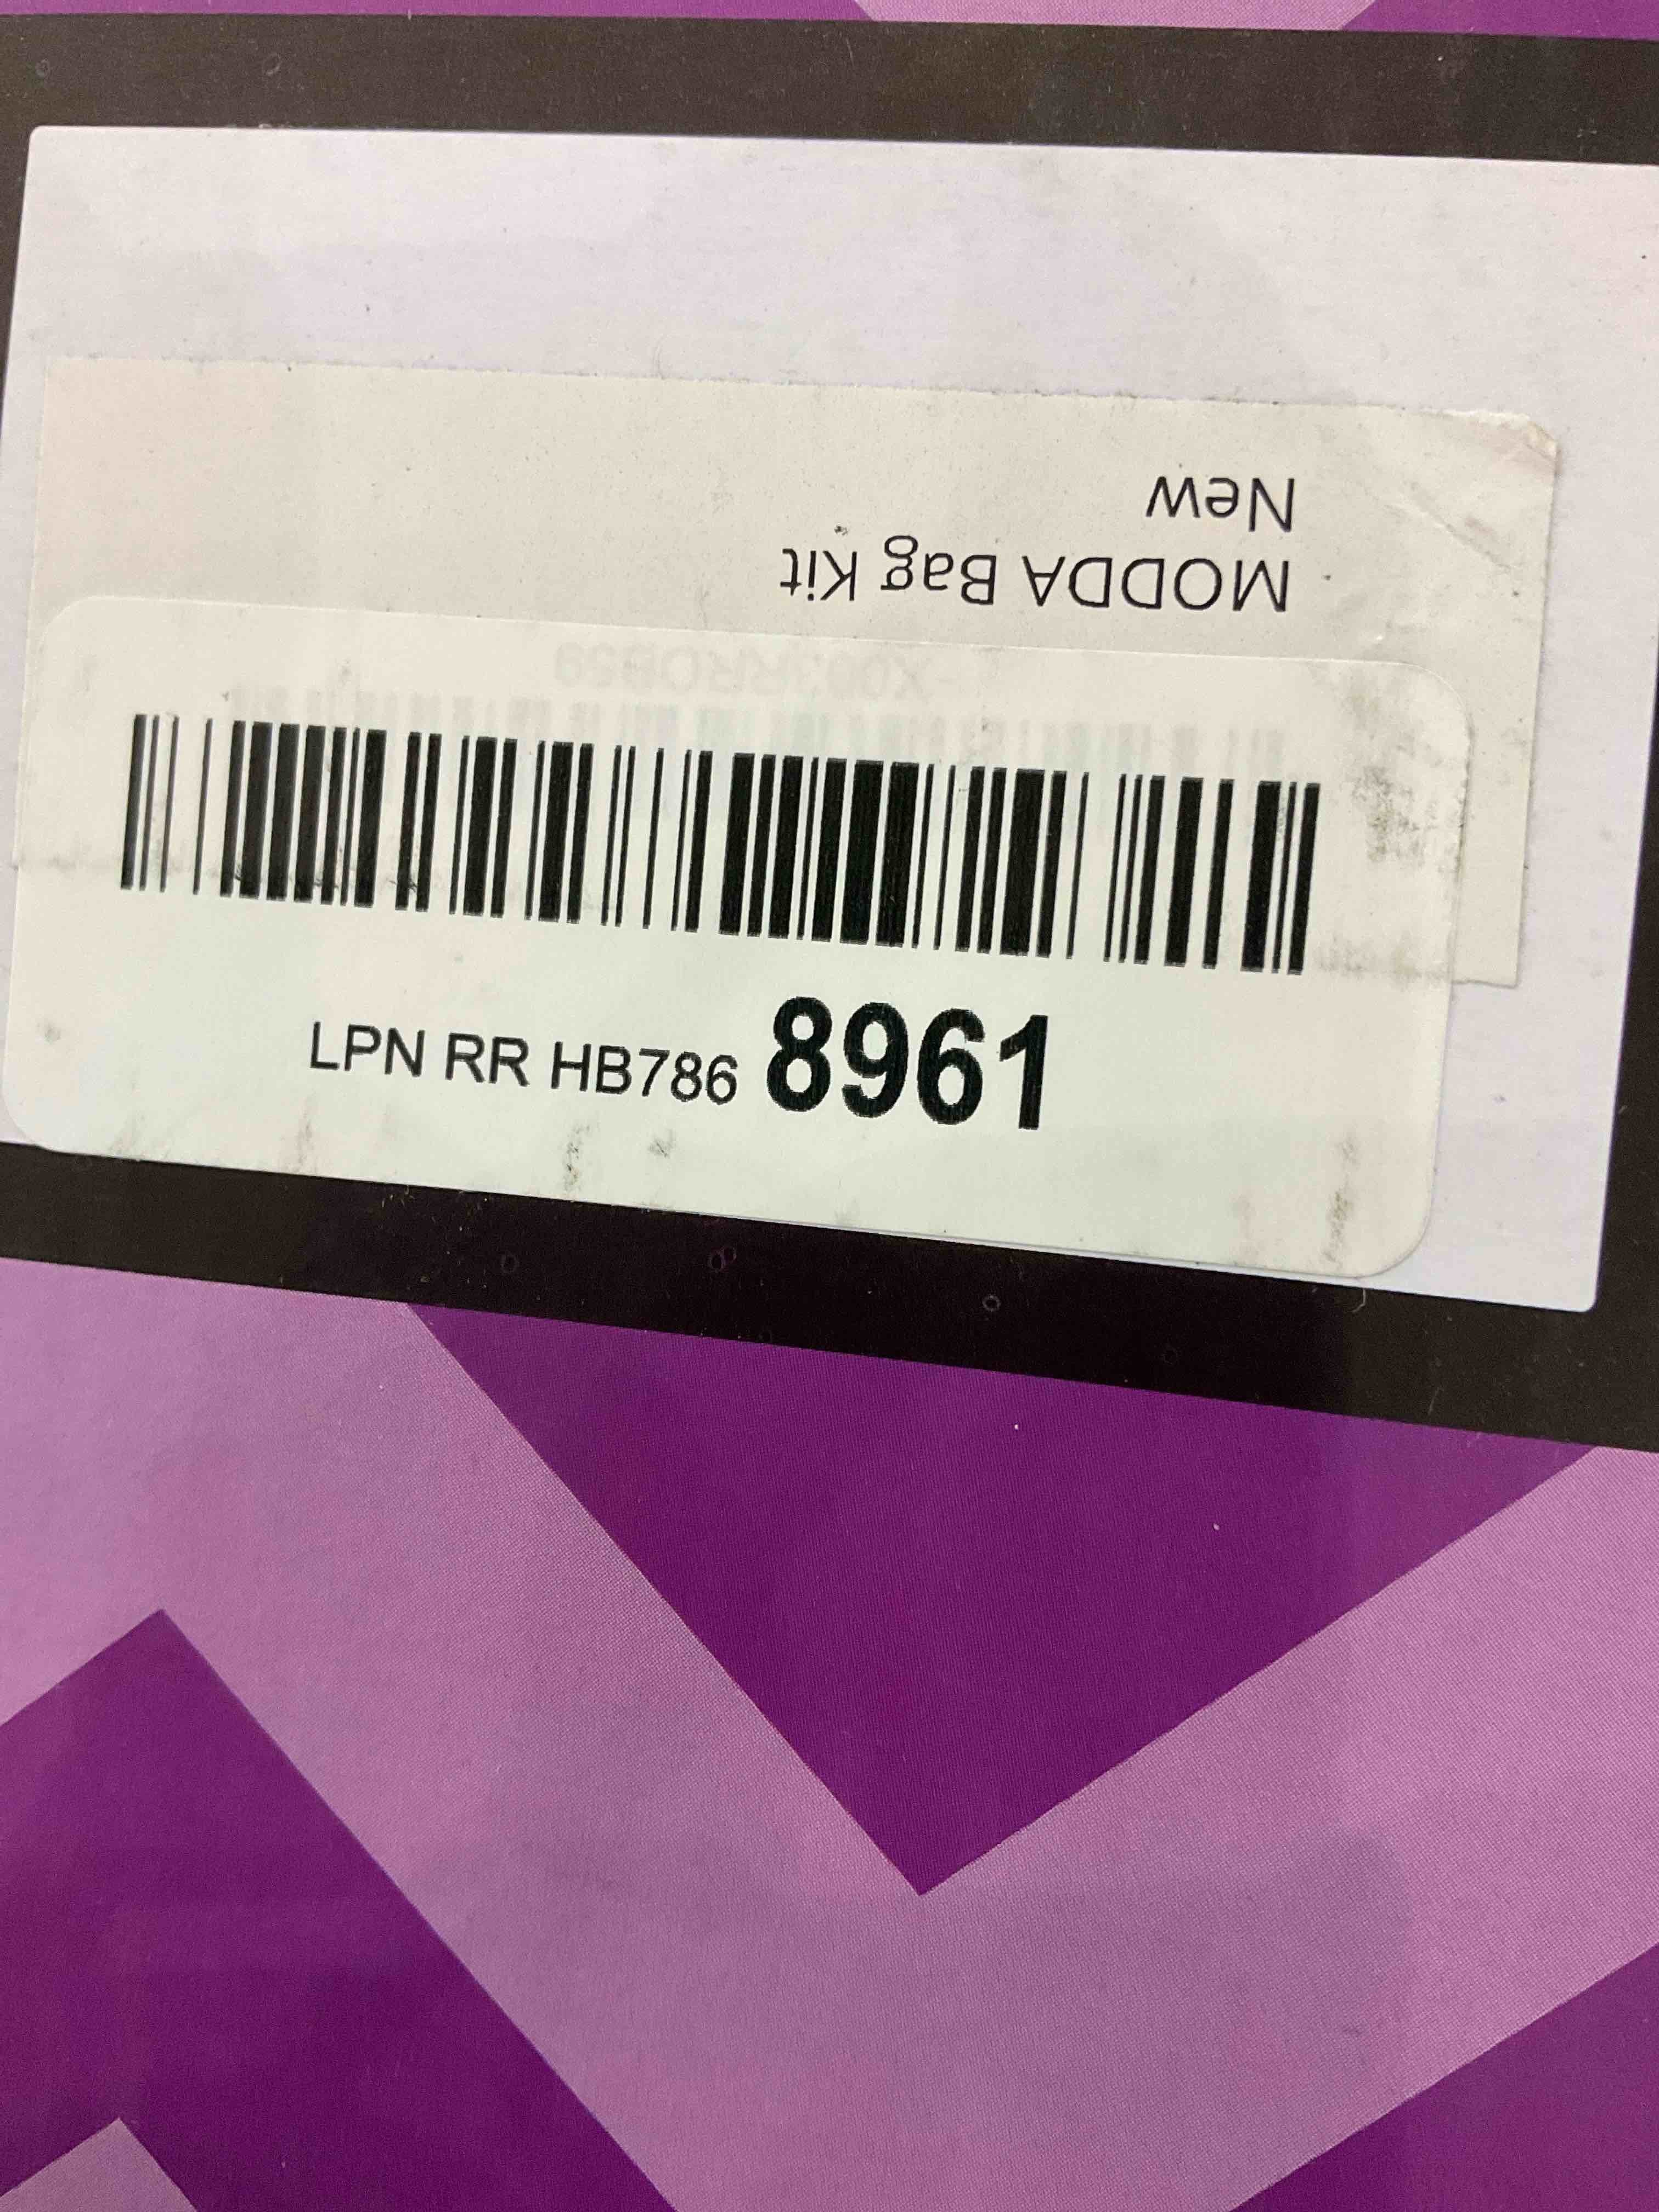 New
MODDA Bag Kit
LPN RR HB786 8961